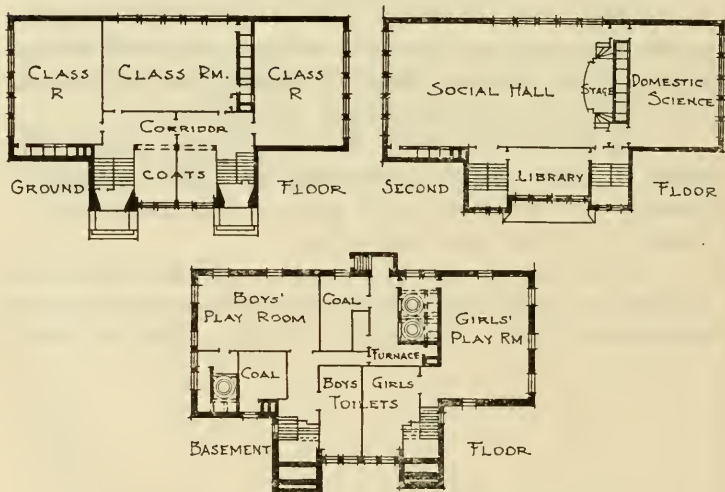 CLASS
R
CLASS RM.
CLASS
R
CORRIDOR
COATS
GROUND FLOOR
SOCIAL HALL
STAGE
DOMESTIC
SCIENCE
LIBRARY
SECOND FLOOR
BOYS'
PLAY ROOM
COAL
GIRLS'
PLAY RM
FURNACE
COAL
BOYS GIRLS
TOILETS
BASEMENT FLOOR